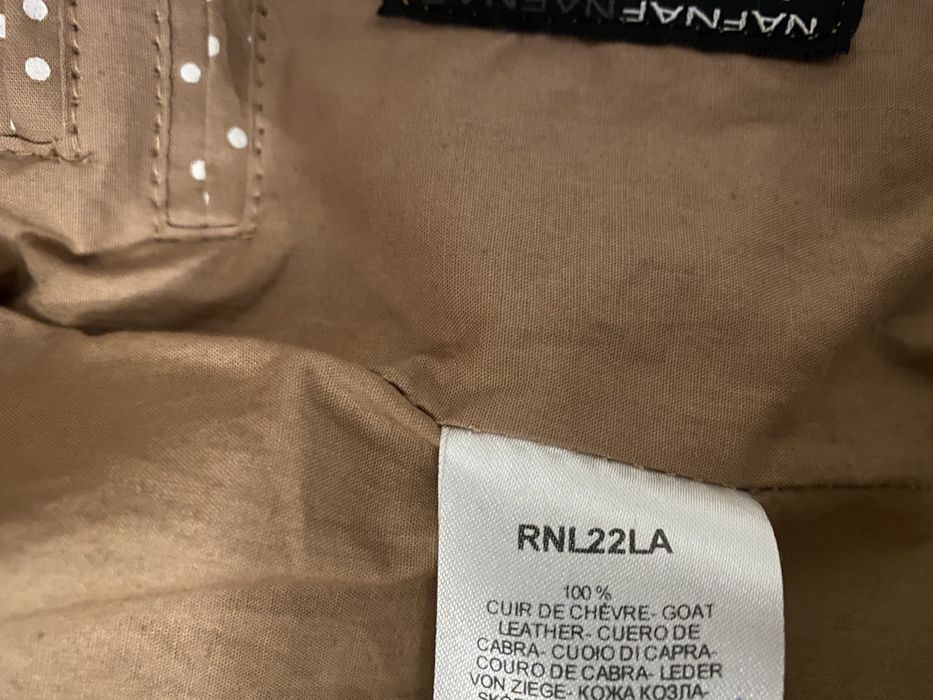 NAFNAFNAFNAF
RNL22LA
100 %
CUIR DE CHÈVRE- GOAT
LEATHER- CUERO DE
CABRA- CUOIO DI CAPRA-
COURO DE CABRA- LEDER
VON ZIEGE- КОЖА КОЗЛА-